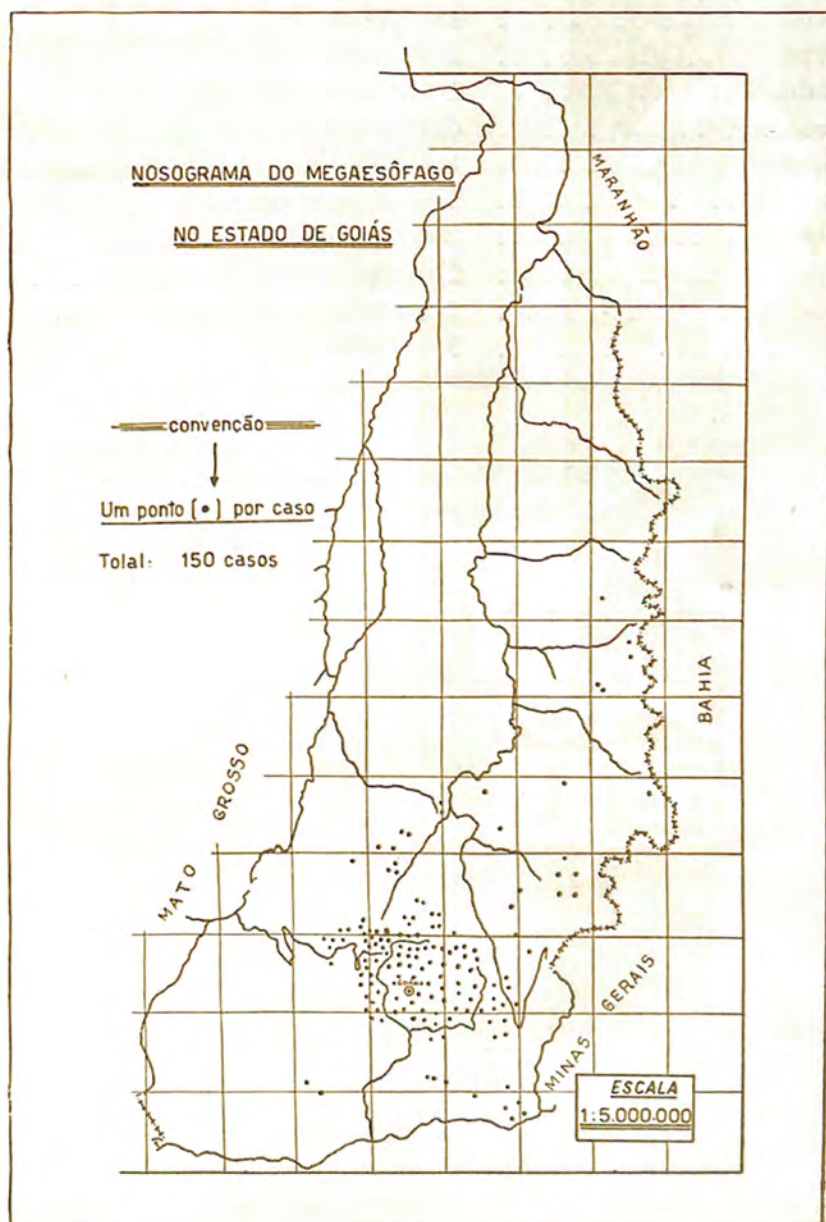 NOSOGRAMA DO MEGAESÔFAGO
NO ESTADO DE GOIÁS
MARANHÃO
convenção
Um ponto (•) por caso
Total: 150 casos
BAHIA
MATO GROSSO
MINAS GERAIS
ESCALA
1:5.000.000